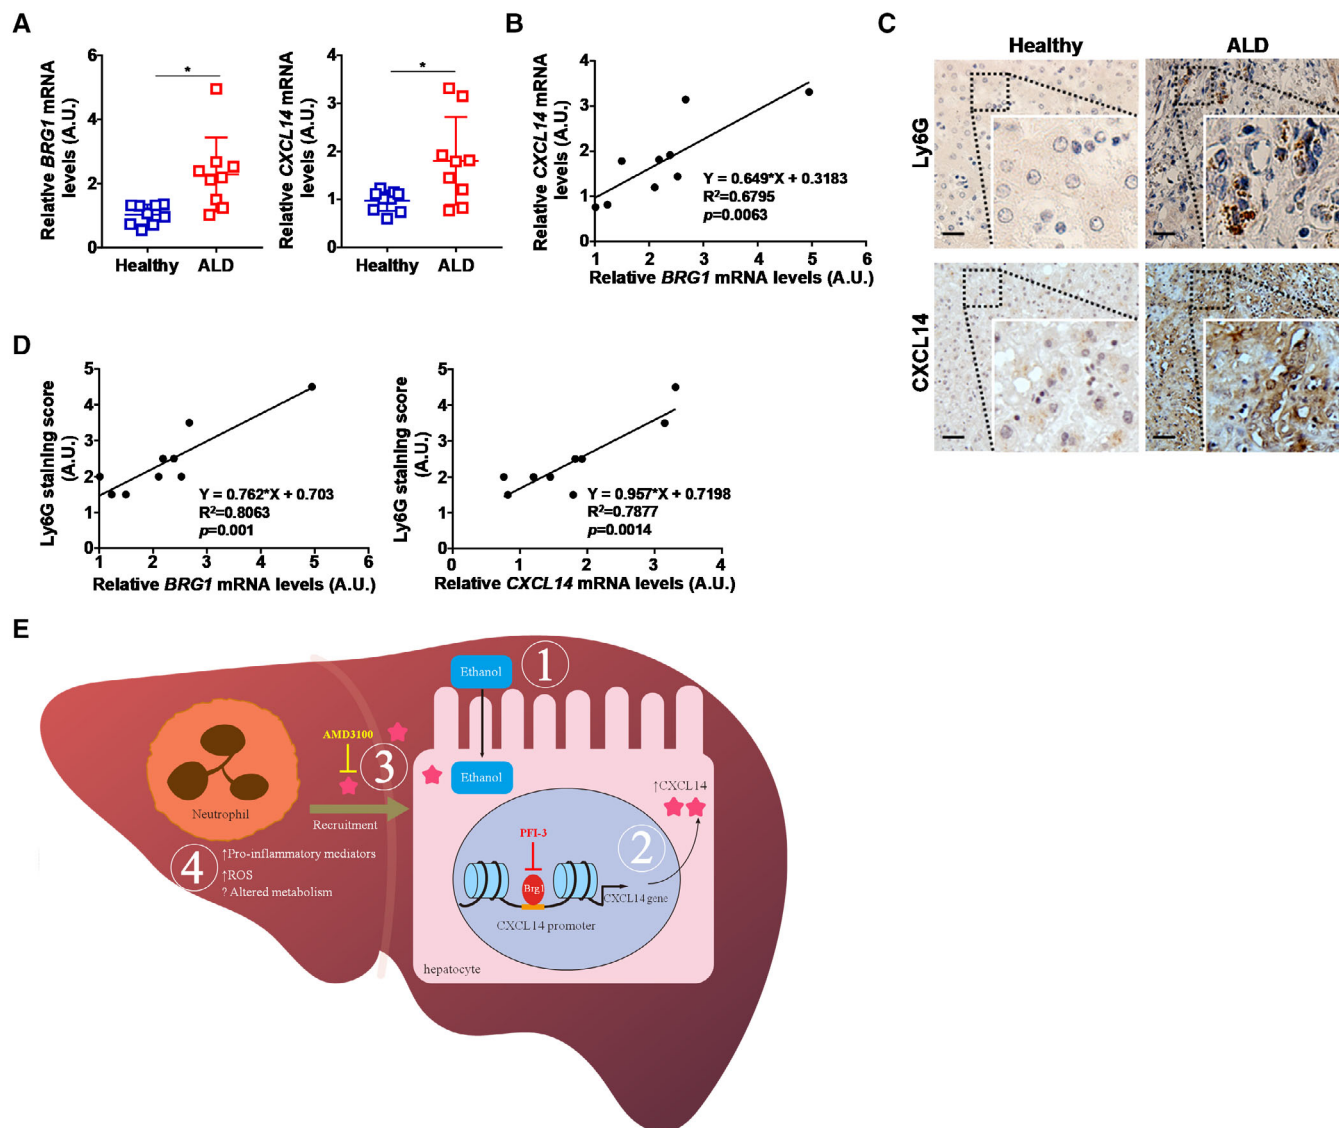 A
Relative BRG1 mRNA
levels (A.U.)
6
4
2
0
*
Healthy
ALD
Relative CXCL14 mRNA
levels (A.U.)
4
3
2
1
0
*
Healthy
ALD
B
Relative CXCL14 mRNA
levels (A.U.)
4
3
2
1
0
Y = 0.649*X + 0.3183
R²=0.6795
p=0.0063
1
2
3
4
5
6
Relative BRG1 mRNA levels (A.U.)
C
Healthy
ALD
Ly6G
CXCL14
D
Ly6G staining score
(A.U.)
5
4
3
2
1
0
Y = 0.762*X + 0.703
R²=0.8063
p=0.001
1
2
3
4
5
6
Relative BRG1 mRNA levels (A.U.)
Ly6G staining score
(A.U.)
5
4
3
2
1
0
Y = 0.957*X + 0.7198
R²=0.7877
p=0.0014
0
1
2
3
4
Relative CXCL14 mRNA levels (A.U.)
E
Ethanol
1
AMD3100
3
Ethanol
↑CXCL14
Neutrophil
Recruitment
PFI-3
2
Brg1
CXCL14 gene
CXCL14 promoter
4
↑Pro-inflammatory mediators
↑ROS
? Altered metabolism
hepatocyte